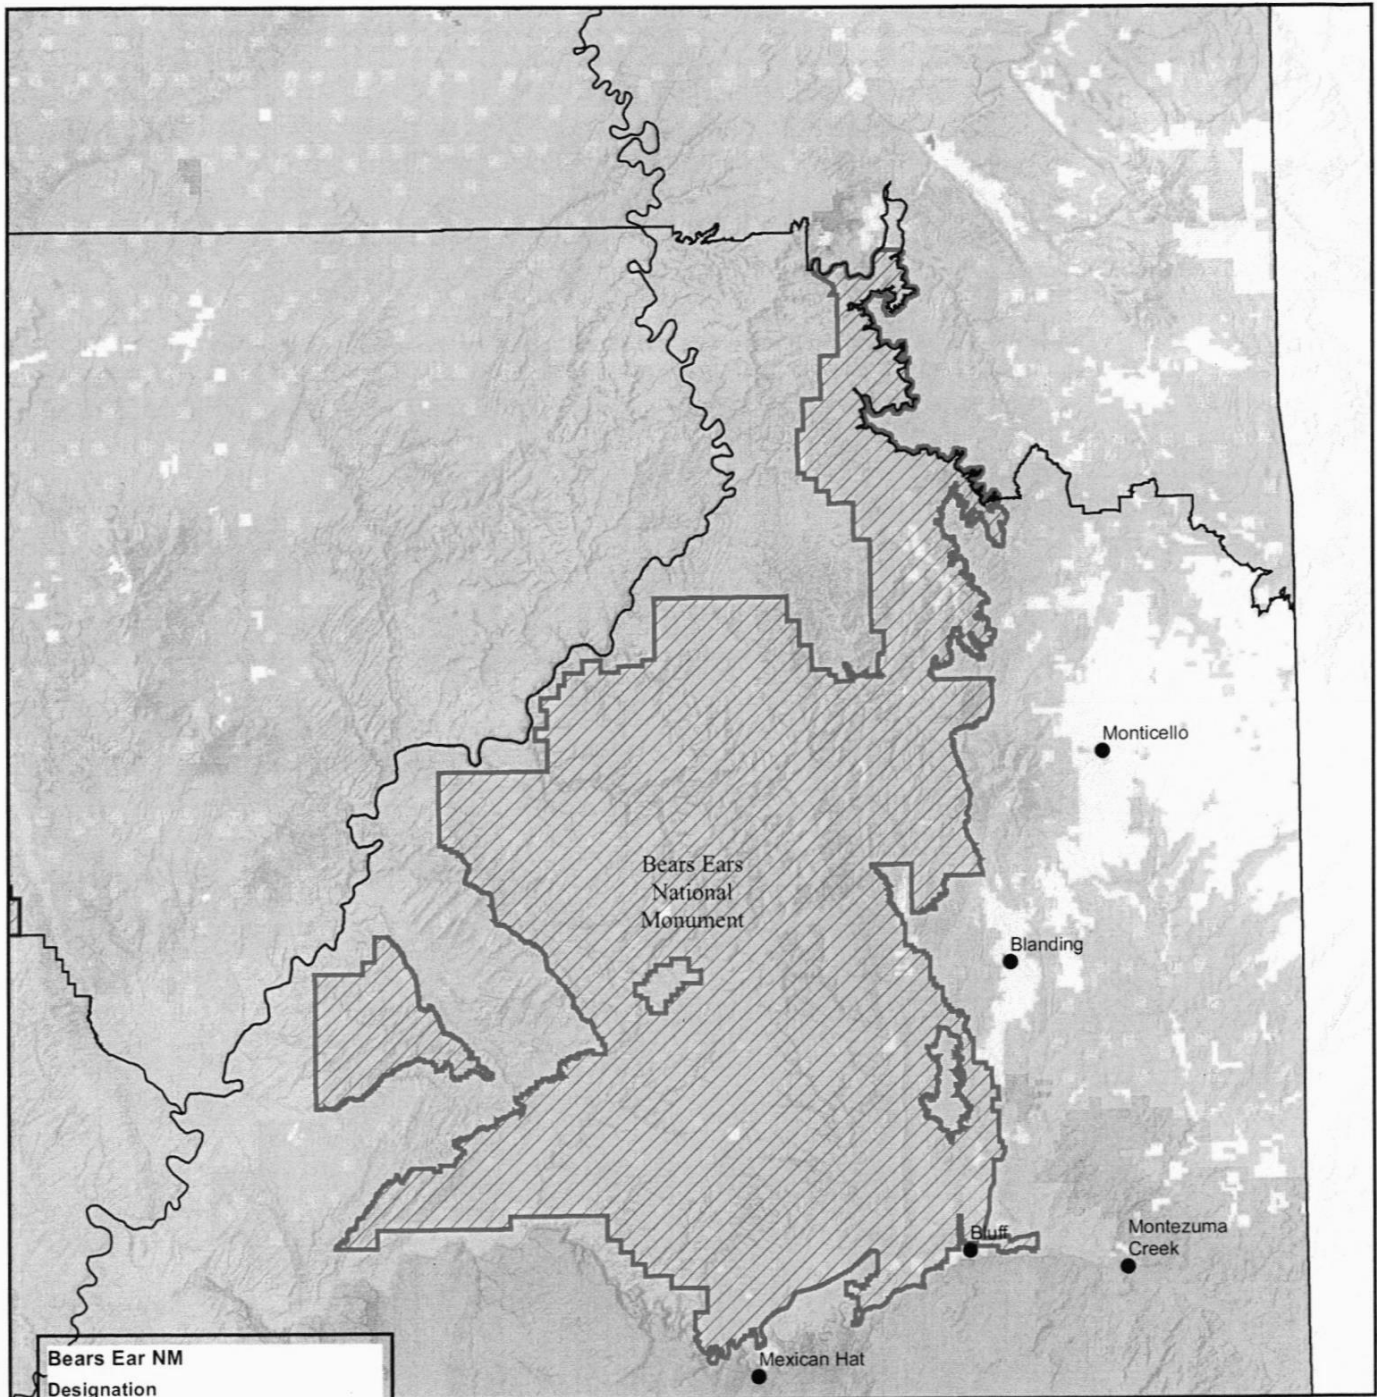 Monticello
Bears Ears
National
Monument
Blanding
Bluff
Montezuma
Creek
Mexican Hat
Bears Ear NM
Designation